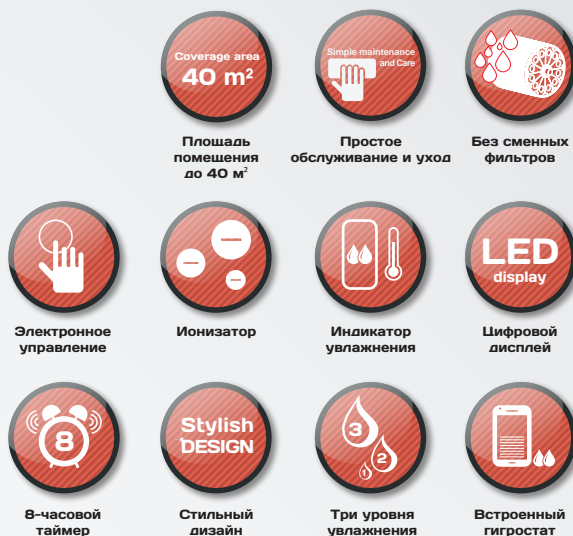 Coverage area
40 m²
Simple maintenance
and Care
Площадь
помещения
до 40 м²
Простое
обслуживание и уход
Без сменных
фильтров
LED
display
Электронное
управление
Ионизатор
Индикатор
увлажнения
Цифровой
дисплей
8
Stylish
DESIGN
3
2
1
8-часовой
таймер
Стильный
дизайн
Три уровня
увлажнения
Встроенный
гигростат